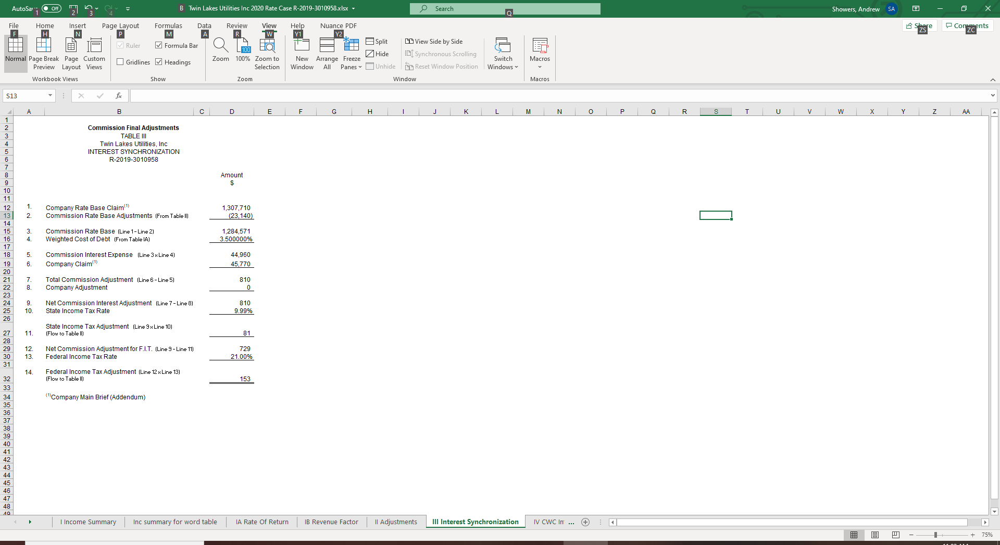 AutoSave Off 1 2 3 4 B Twin Lakes Utilities Inc 2020 Rate Case R-2019-3010958.xlsx Search Q Showers, Andrew SA
File Home Insert Page Layout Formulas Data Review View Help Nuance PDF Share Comments
F H N P M A R W Y1 Y2 ZS ZC
Normal Page Break Preview Page Layout Custom Views
Workbook Views
Ruler Formula Bar
Gridlines Headings
Show
Zoom 100% Zoom to Selection
100
Zoom
New Window Arrange All Freeze Panes
Split
Hide
Unhide
View Side by Side
Synchronous Scrolling
Reset Window Position
Switch Windows
Window
Macros
Macros
S13 fx
A B C D E F G H I J K L M N O P Q R S T U V W X Y Z AA
1
2 Commission Final Adjustments
3 TABLE III
4 Twin Lakes Utilities, Inc
5 INTEREST SYNCHRONIZATION
6 R-2019-3010958
7
8 Amount
9 $
10
11
12 1. Company Rate Base Claim(1) 1,307,710
13 2. Commission Rate Base Adjustments (From Table II) (23,140)
14
15 3. Commission Rate Base (Line 1 - Line 2) 1,284,571
16 4. Weighted Cost of Debt (From Table IA) 3.500000%
17
18 5. Commission Interest Expense (Line 3 x Line 4) 44,960
19 6. Company Claim(1) 45,770
20
21 7. Total Commission Adjustment (Line 6 - Line 5) 810
22 8. Company Adjustment 0
23
24 9. Net Commission Interest Adjustment (Line 7 - Line 8) 810
25 10. State Income Tax Rate 9.99%
26
State Income Tax Adjustment (Line 9 x Line 10)
27 11. (Flow to Table II) 81
28
29 12. Net Commission Adjustment for F.I.T. (Line 9 - Line 11) 729
30 13. Federal Income Tax Rate 21.00%
31
14. Federal Income Tax Adjustment (Line 12 x Line 13)
32 (Flow to Table II) 153
33
34 (1)Company Main Brief (Addendum)
35
36
37
38
39
40
41
42
43
44
45
46
47
48
49
I Income Summary Inc summary for word table IA Rate Of Return IB Revenue Factor II Adjustments III Interest Synchronization IV CWC In ...
75%